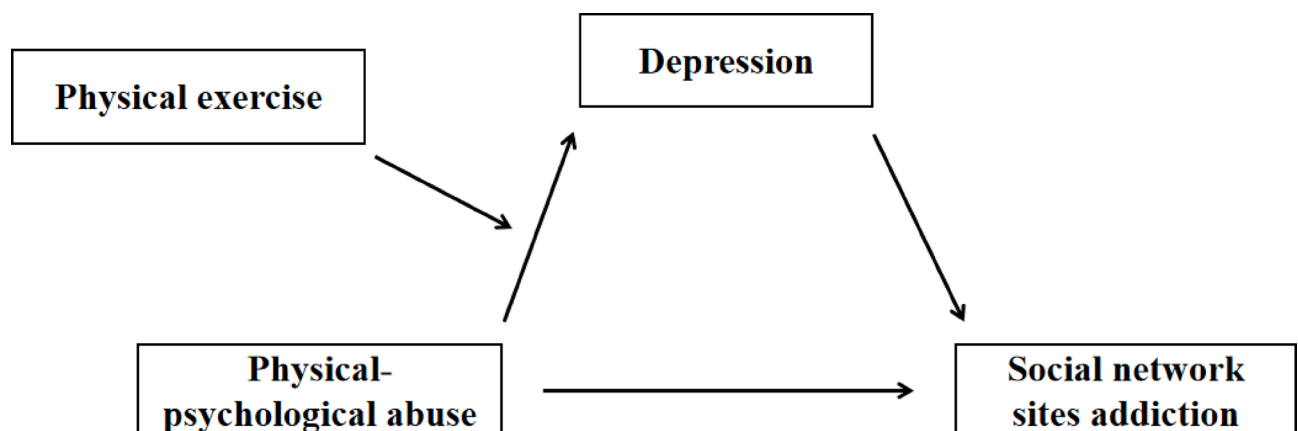 Depression
Physical exercise
Physical-
psychological abuse
Social network
sites addiction